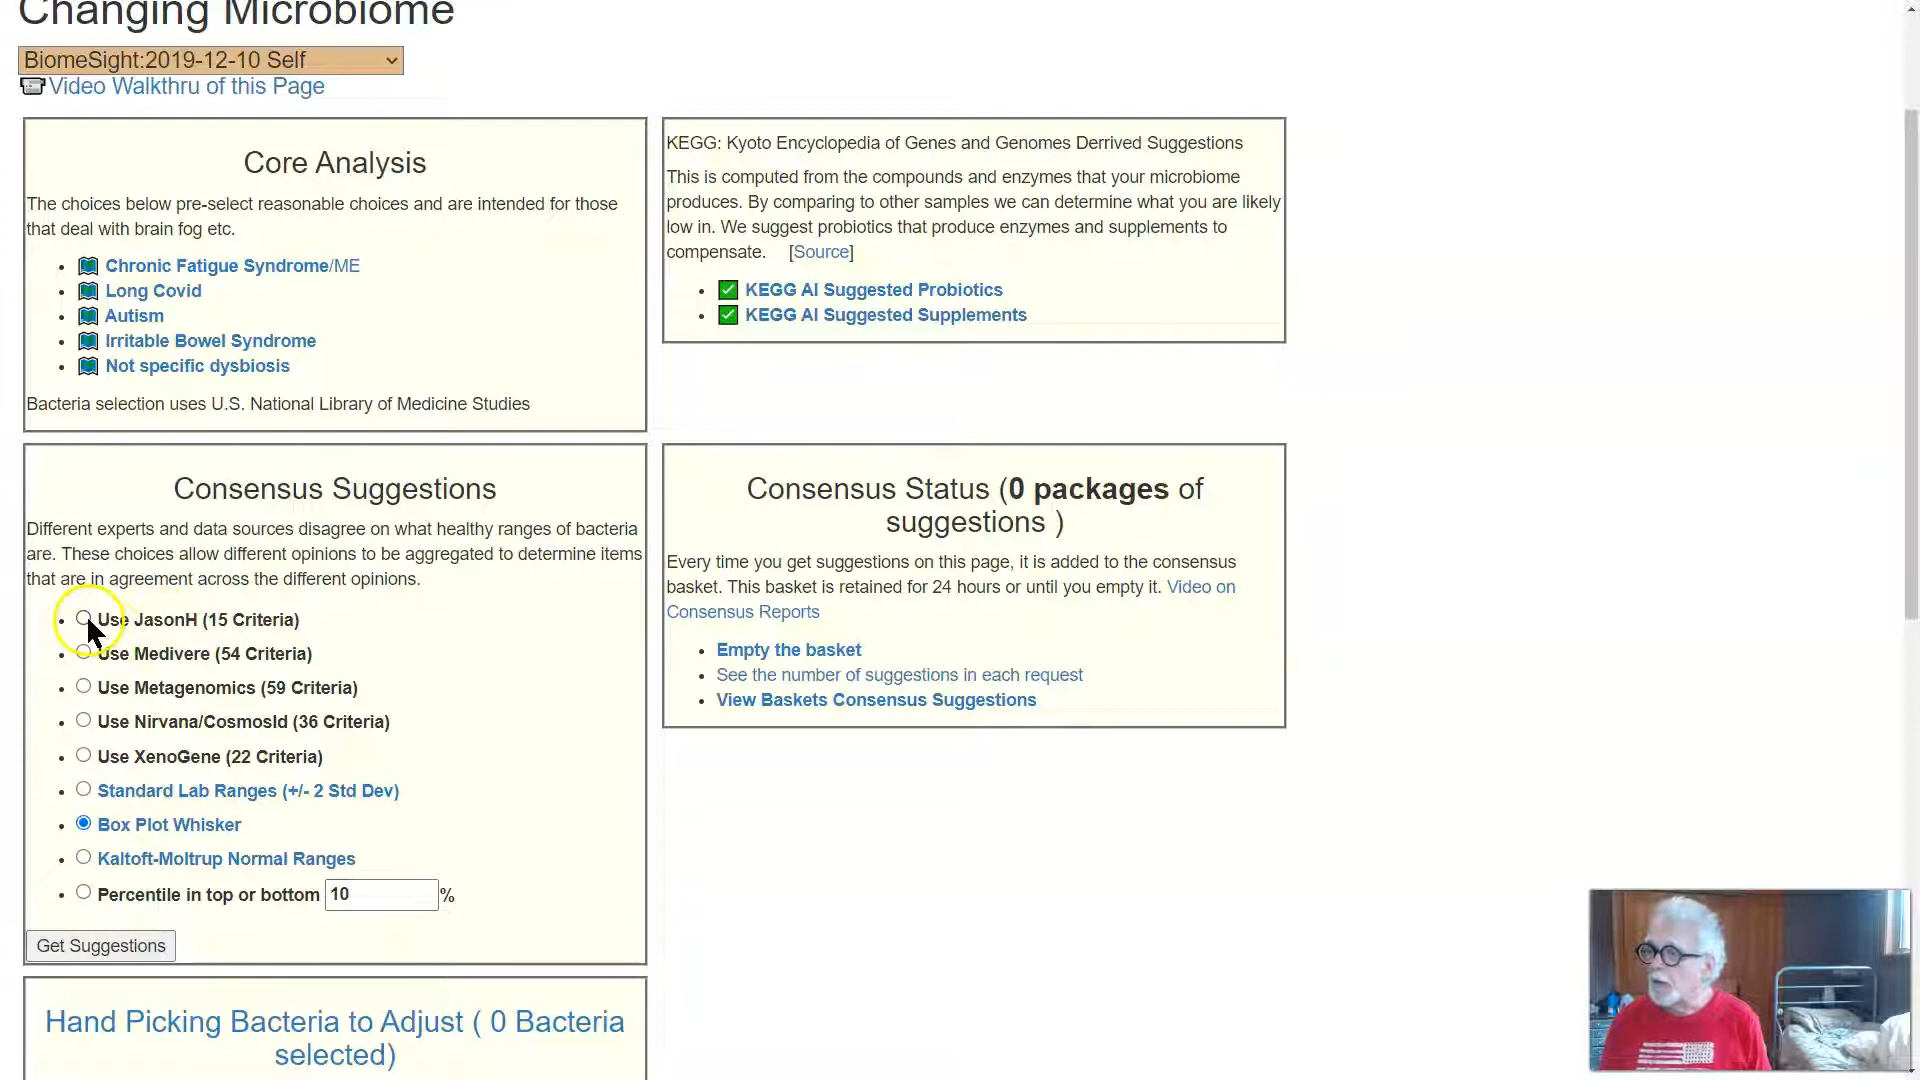 Changing Microbiome
BiomeSight:2019-12-10 Self
Video Walkthru of this Page
Core Analysis
The choices below pre-select reasonable choices and are intended for those
that deal with brain fog etc.
Chronic Fatigue Syndrome/ME
Long Covid
Autism
Irritable Bowel Syndrome
Not specific dysbiosis
Bacteria selection uses U.S. National Library of Medicine Studies
KEGG: Kyoto Encyclopedia of Genes and Genomes Derrived Suggestions
This is computed from the compounds and enzymes that your microbiome
produces. By comparing to other samples we can determine what you are likely
low in. We suggest probiotics that produce enzymes and supplements to
compensate. [Source]
KEGG AI Suggested Probiotics
KEGG AI Suggested Supplements
Consensus Suggestions
Different experts and data sources disagree on what healthy ranges of bacteria
are. These choices allow different opinions to be aggregated to determine items
that are in agreement across the different opinions.
Use JasonH (15 Criteria)
Use Medivere (54 Criteria)
Use Metagenomics (59 Criteria)
Use Nirvana/CosmosId (36 Criteria)
Use XenoGene (22 Criteria)
Standard Lab Ranges (+/- 2 Std Dev)
Box Plot Whisker
Kaltoft-Moltrup Normal Ranges
Percentile in top or bottom 10 %
Get Suggestions
Consensus Status (0 packages of
suggestions )
Every time you get suggestions on this page, it is added to the consensus
basket. This basket is retained for 24 hours or until you empty it. Video on
Consensus Reports
Empty the basket
See the number of suggestions in each request
View Baskets Consensus Suggestions
Hand Picking Bacteria to Adjust ( 0 Bacteria
selected)